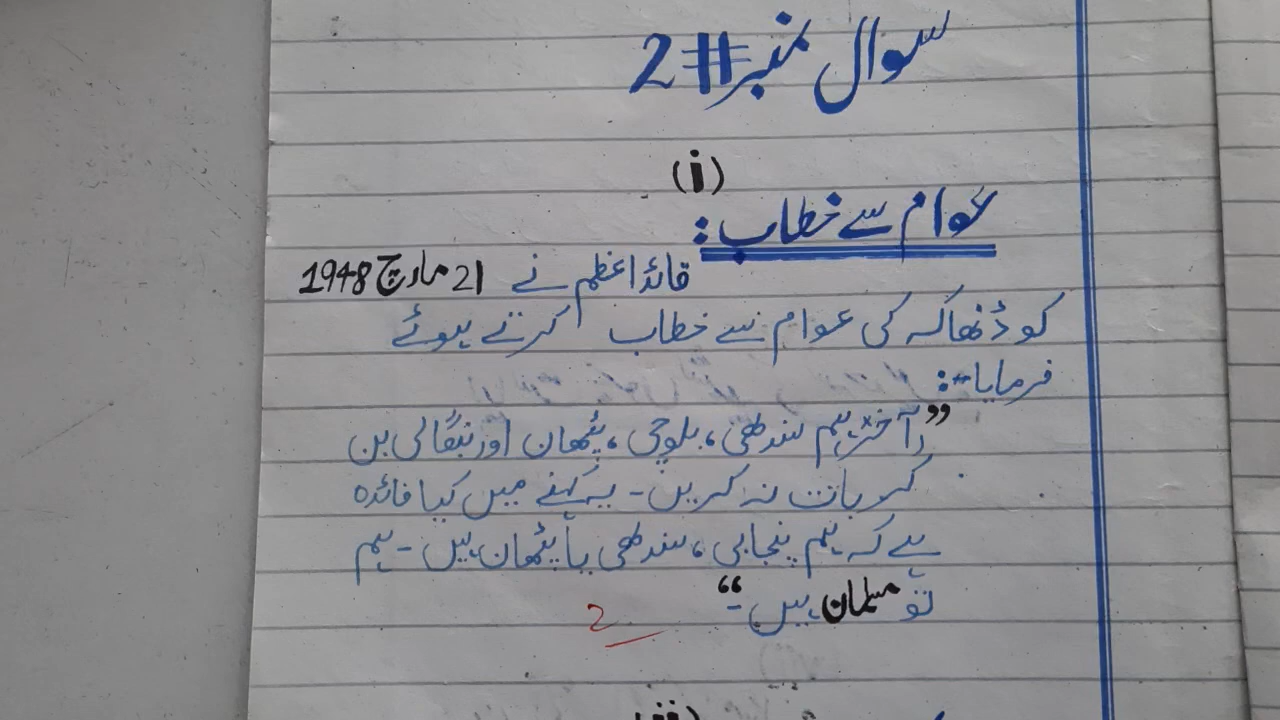 سوال نمبر#2
(i)
عوام سے خطاب:
قائداعظم نے 21 مارچ 1948
کو ڈنھاکہ کی عوام سے خطاب کرتے ہوئے
فرمایا-:
”آخر ہم سندھی، بلوچی، پٹھان اور بنگالی بن
کر بات نہ کریں۔ یہ کہنے میں کیا فائدہ
ہے کہ ہم پنجابی، سندھی یا پٹھان ہیں۔ ہم
تو مسلمان ہیں۔“
2